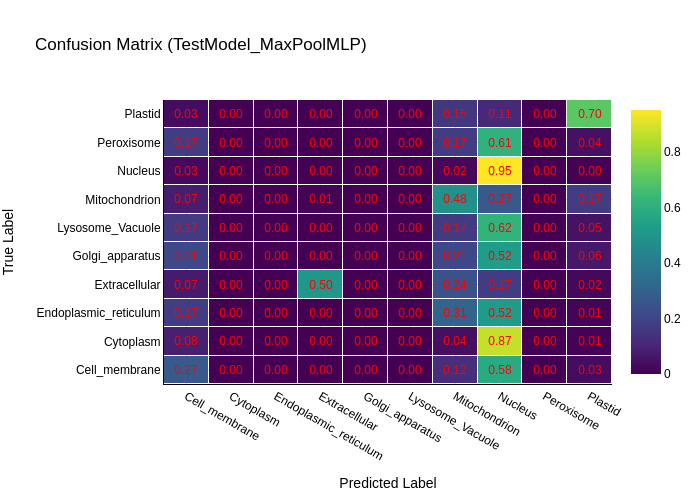 Confusion Matrix (TestModel_MaxPoolMLP)
Plastid 0.03 0.00 0.00 0.00 0.00 0.00 0.15 0.11 0.00 0.70
Peroxisome 0.17 0.00 0.00 0.00 0.00 0.00 0.17 0.61 0.00 0.04
Nucleus 0.03 0.00 0.00 0.00 0.00 0.00 0.02 0.95 0.00 0.00
Mitochondrion 0.07 0.00 0.00 0.01 0.00 0.00 0.48 0.27 0.00 0.17
Lysosome_Vacuole 0.17 0.00 0.00 0.00 0.00 0.00 0.17 0.62 0.00 0.05
Golgi_apparatus 0.00 0.00 0.00 0.00 0.00 0.52 0.00 0.06
Extracellular 0.07 0.00 0.00 0.50 0.00 0.00 0.24 0.17 0.00 0.02
Endoplasmic_reticulum 0.17 0.00 0.00 0.00 0.00 0.00 0.31 0.52 0.00 0.01
Cytoplasm 0.08 0.00 0.00 0.00 0.00 0.00 0.04 0.87 0.00 0.01
Cell_membrane 0.27 0.00 0.00 0.00 0.00 0.00 0.12 0.58 0.00 0.03
Cell_membrane Cytoplasm Endoplasmic_reticulum Extracellular Golgi_apparatus Lysosome_Vacuole Mitochondrion Nucleus Peroxisome Plastid
Predicted Label
True Label
0.8
0.6
0.4
0.2
0